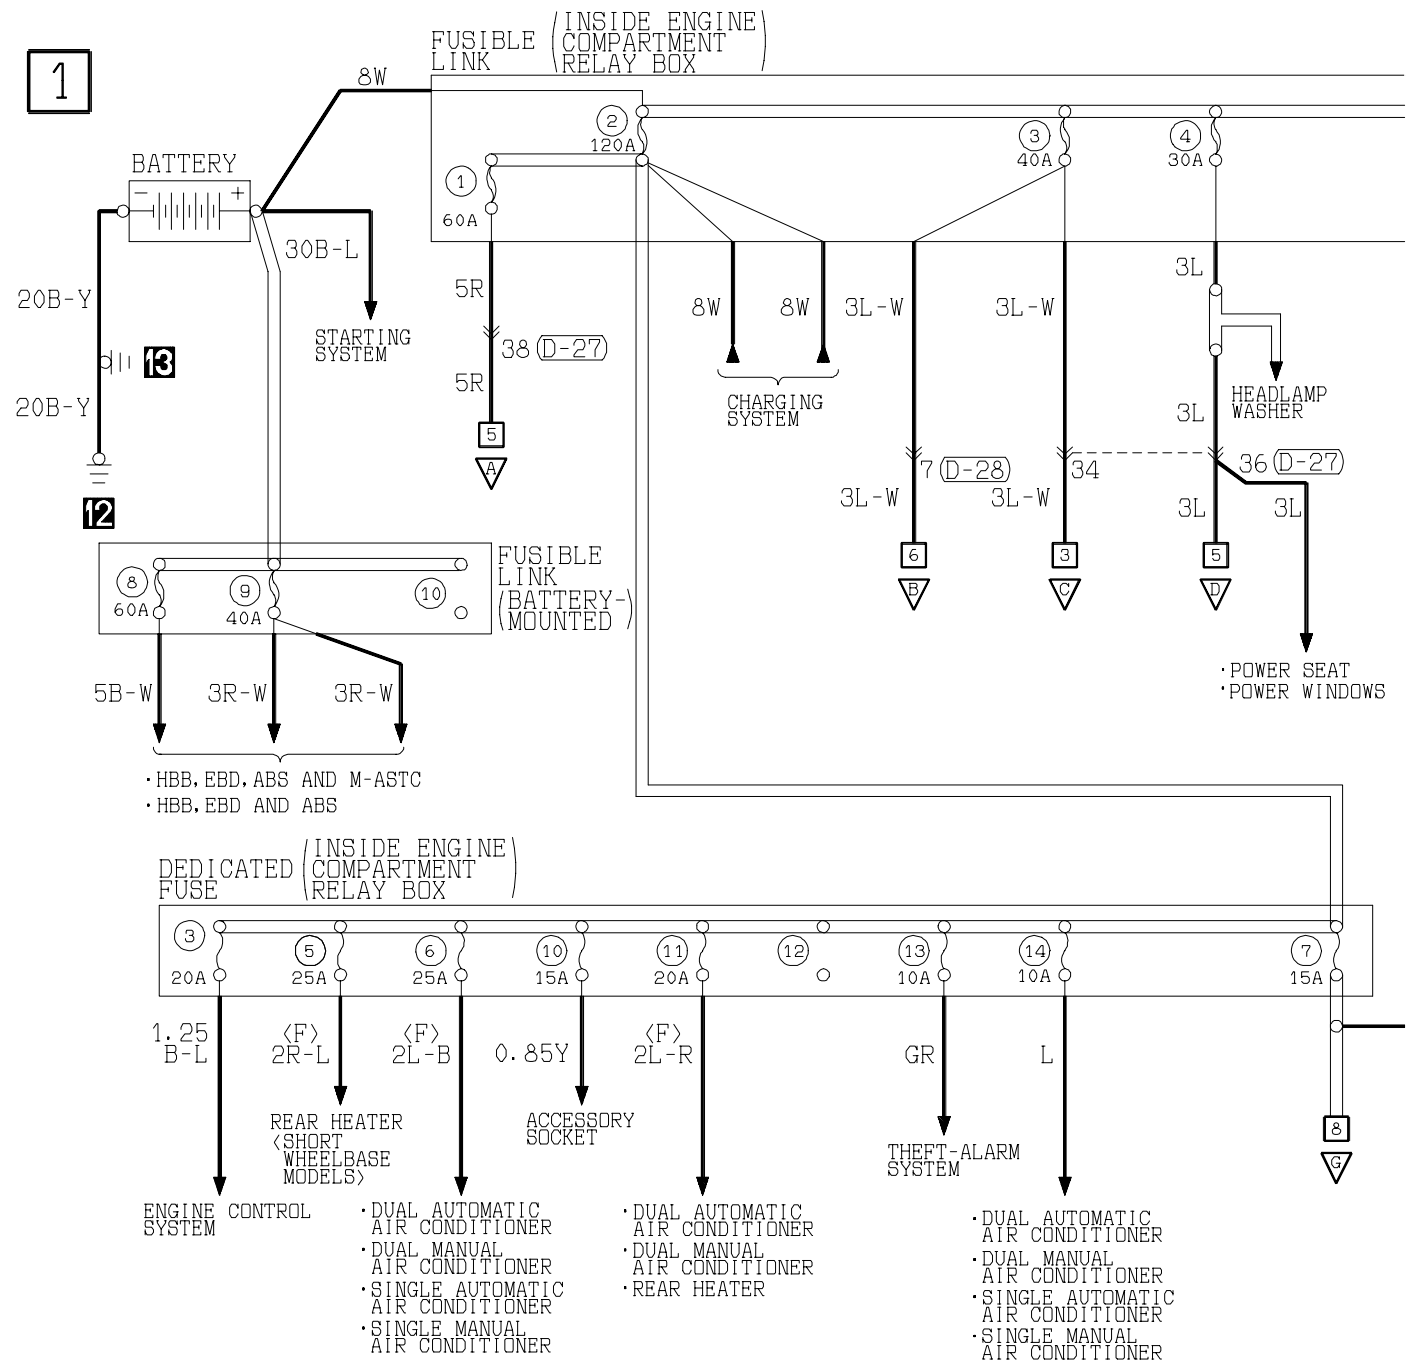 1
FUSIBLE
LINK
(INSIDE ENGINE
COMPARTMENT
RELAY BOX)
8W
BATTERY
−
+
2
120A
3
40A
4
30A
1
60A
30B-L
20B-Y
STARTING
SYSTEM
13
20B-Y
12
5R
38 (D-27)
5R
5
A
8W
8W
CHARGING
SYSTEM
3L-W
7 (D-28)
3L-W
6
B
3L-W
34
3L-W
3
C
3L
HEADLAMP
WASHER
3L
36 (D-27)
3L
3L
5
D
·POWER SEAT
·POWER WINDOWS
FUSIBLE
LINK
(BATTERY-
MOUNTED)
8
60A
9
40A
10
5B-W
3R-W
3R-W
·HBB, EBD, ABS AND M-ASTC
·HBB, EBD AND ABS
DEDICATED
FUSE
(INSIDE ENGINE
COMPARTMENT
RELAY BOX)
3
20A
5
25A
6
25A
10
15A
11
20A
12
13
10A
14
10A
7
15A
1.25
B-L
〈F〉
2R-L
〈F〉
2L-B
0.85Y
〈F〉
2L-R
GR
L
ENGINE CONTROL
SYSTEM
REAR HEATER
〈SHORT
WHEELBASE
MODELS〉
·DUAL AUTOMATIC
AIR CONDITIONER
·DUAL MANUAL
AIR CONDITIONER
·SINGLE AUTOMATIC
AIR CONDITIONER
·SINGLE MANUAL
AIR CONDITIONER
ACCESSORY
SOCKET
·DUAL AUTOMATIC
AIR CONDITIONER
·DUAL MANUAL
AIR CONDITIONER
·REAR HEATER
THEFT-ALARM
SYSTEM
·DUAL AUTOMATIC
AIR CONDITIONER
·DUAL MANUAL
AIR CONDITIONER
·SINGLE AUTOMATIC
AIR CONDITIONER
·SINGLE MANUAL
AIR CONDITIONER
8
G